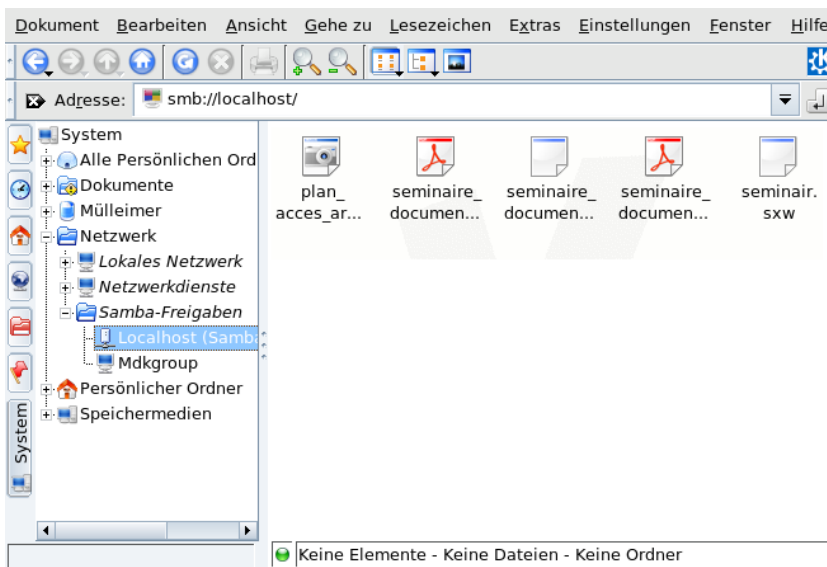 Dokument Bearbeiten Ansicht Gehe zu Lesezeichen Extras Einstellungen Fenster Hilfe
Adresse: smb://localhost/
System
Alle Persönlichen Ord
Dokumente
Mülleimer
Netzwerk
Lokales Netzwerk
Netzwerkdienste
Samba-Freigaben
Localhost (Samba
Mdkgroup
Persönlicher Ordner
Speichermedien
System
plan_
acces_ar...
seminaire_
documen...
seminaire_
documen...
seminaire_
documen...
seminair.
sxw
Keine Elemente - Keine Dateien - Keine Ordner